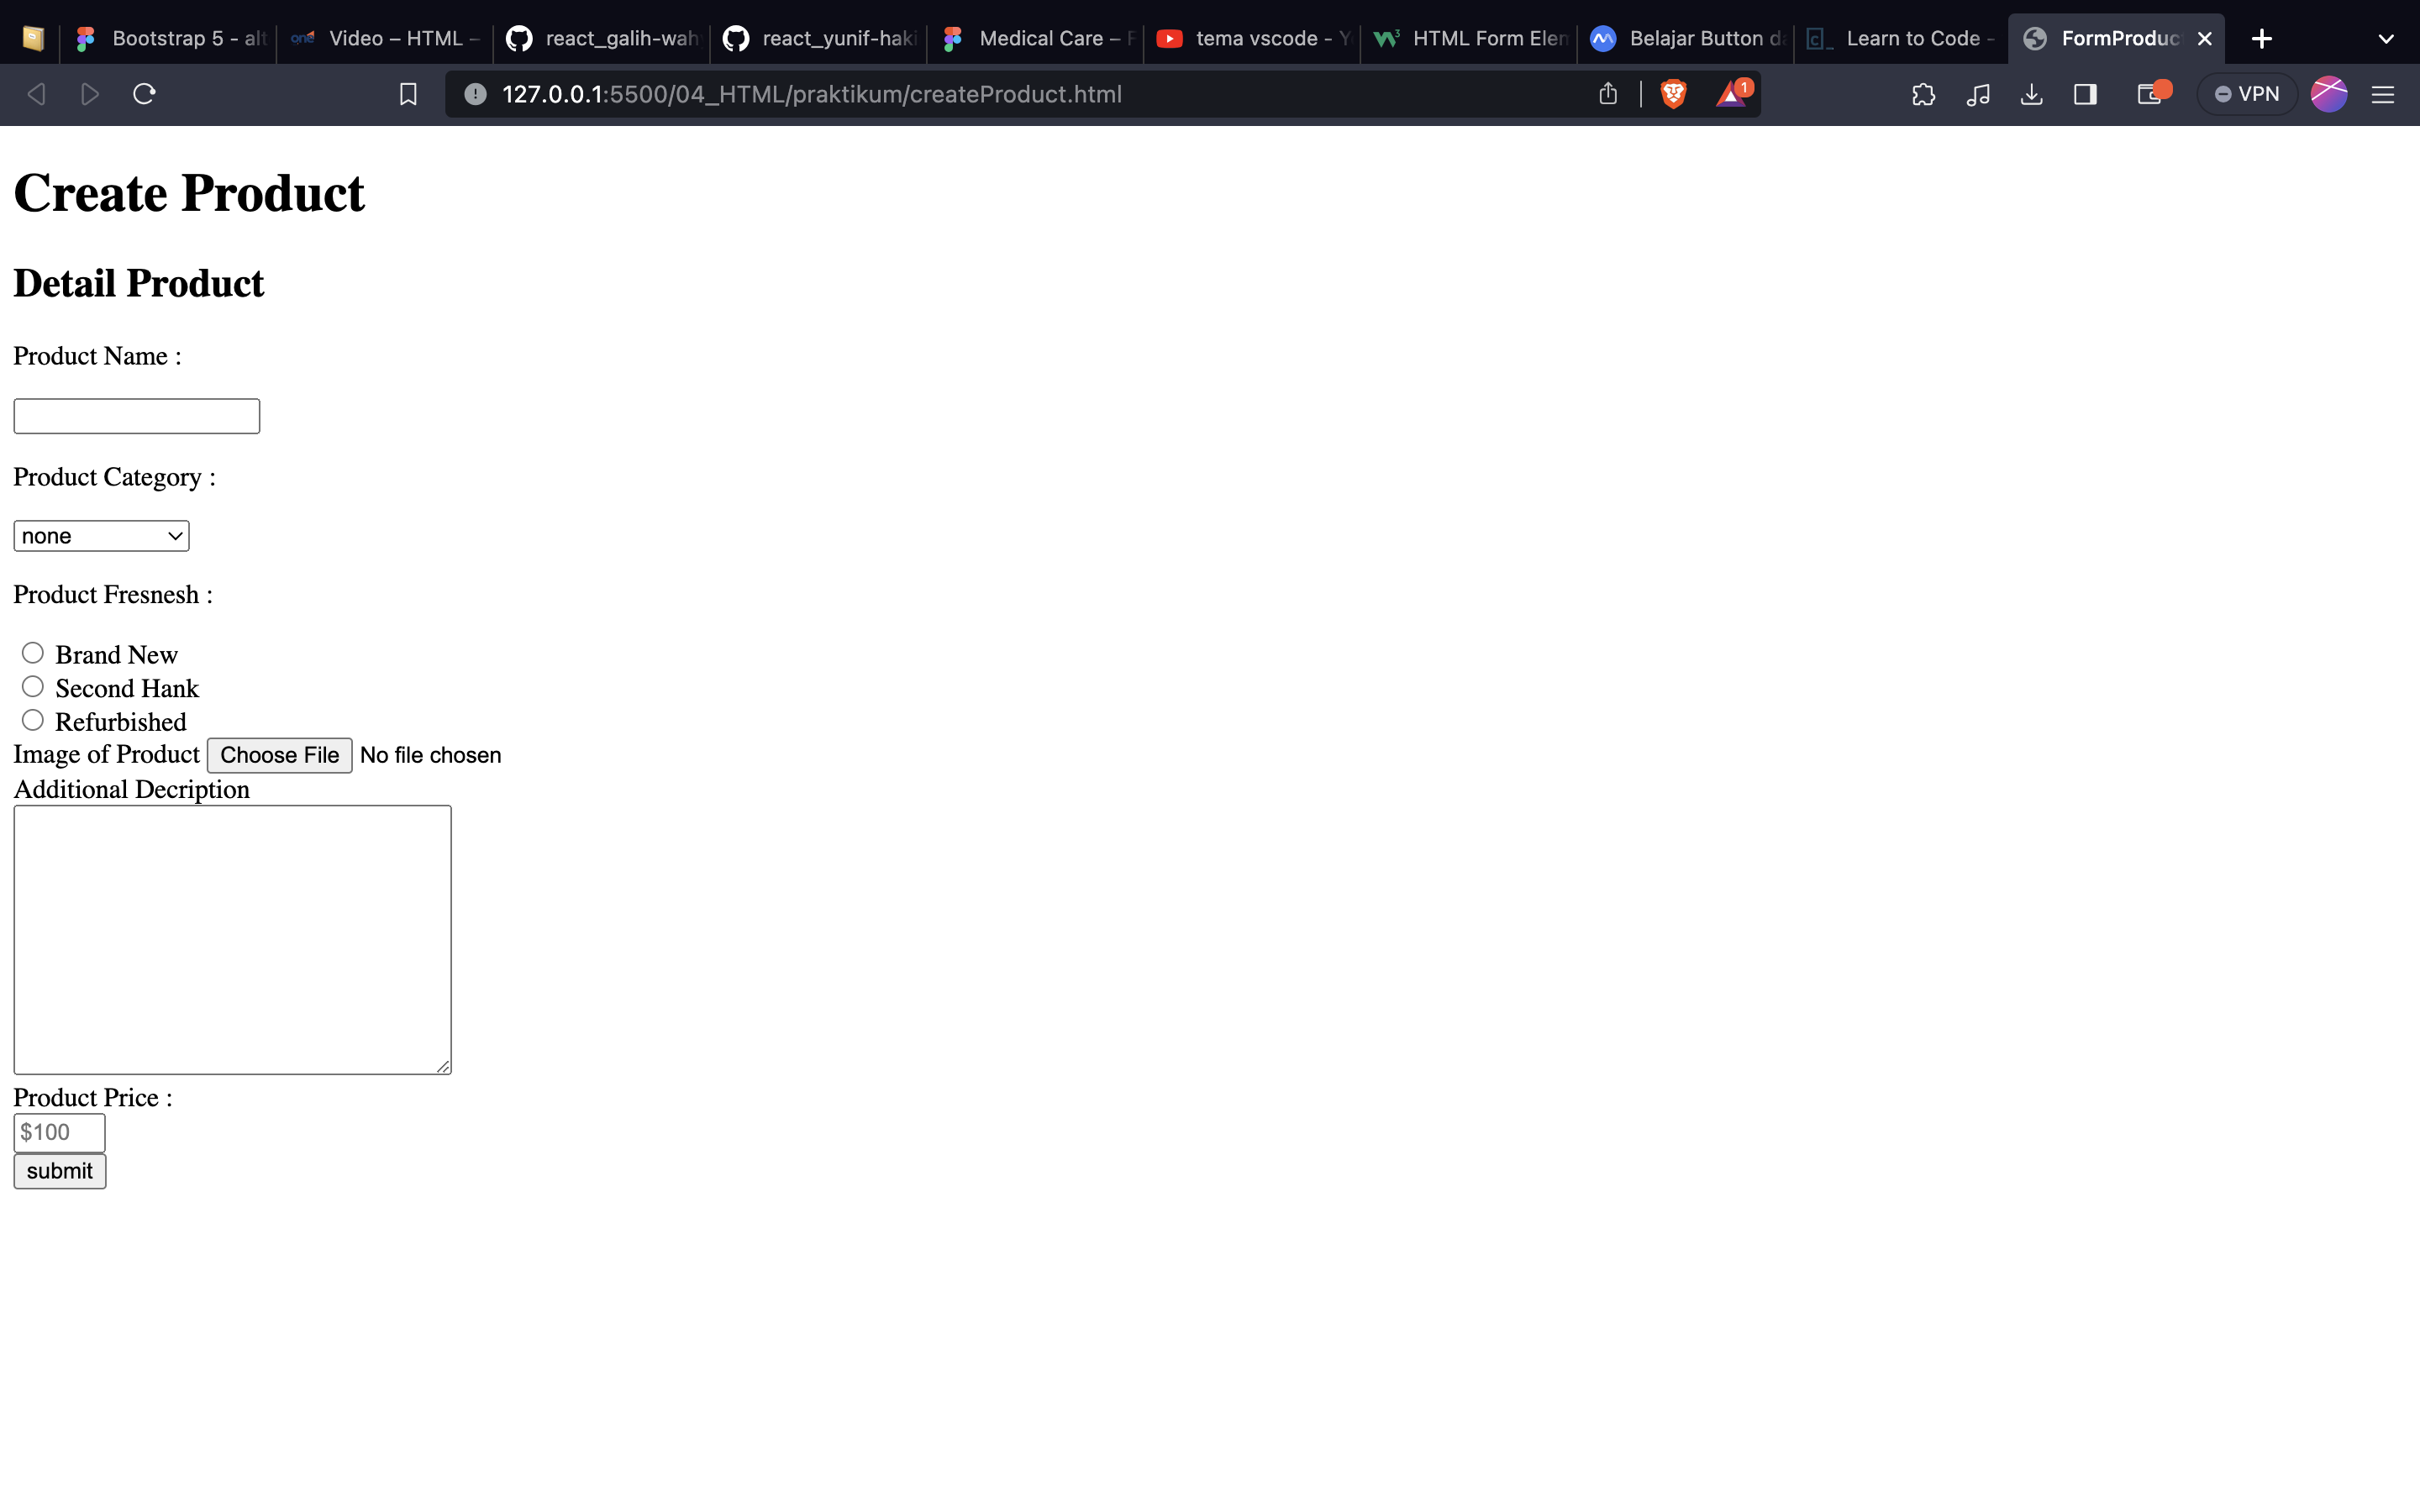 Bootstrap 5 - alt
one
Video – HTML –
react_galih-wah
react_yunif-haki
Medical Care – F
tema vscode - Y
HTML Form Elem
Belajar Button da
Learn to Code -
FormProduc
127.0.0.1:5500/04_HTML/praktikum/createProduct.html
1
VPN
Create Product
Detail Product
Product Name :
Product Category :
none
Product Fresnesh :
Brand New
Second Hank
Refurbished
Image of Product Choose File No file chosen
Additional Decription
Product Price :
$100
submit